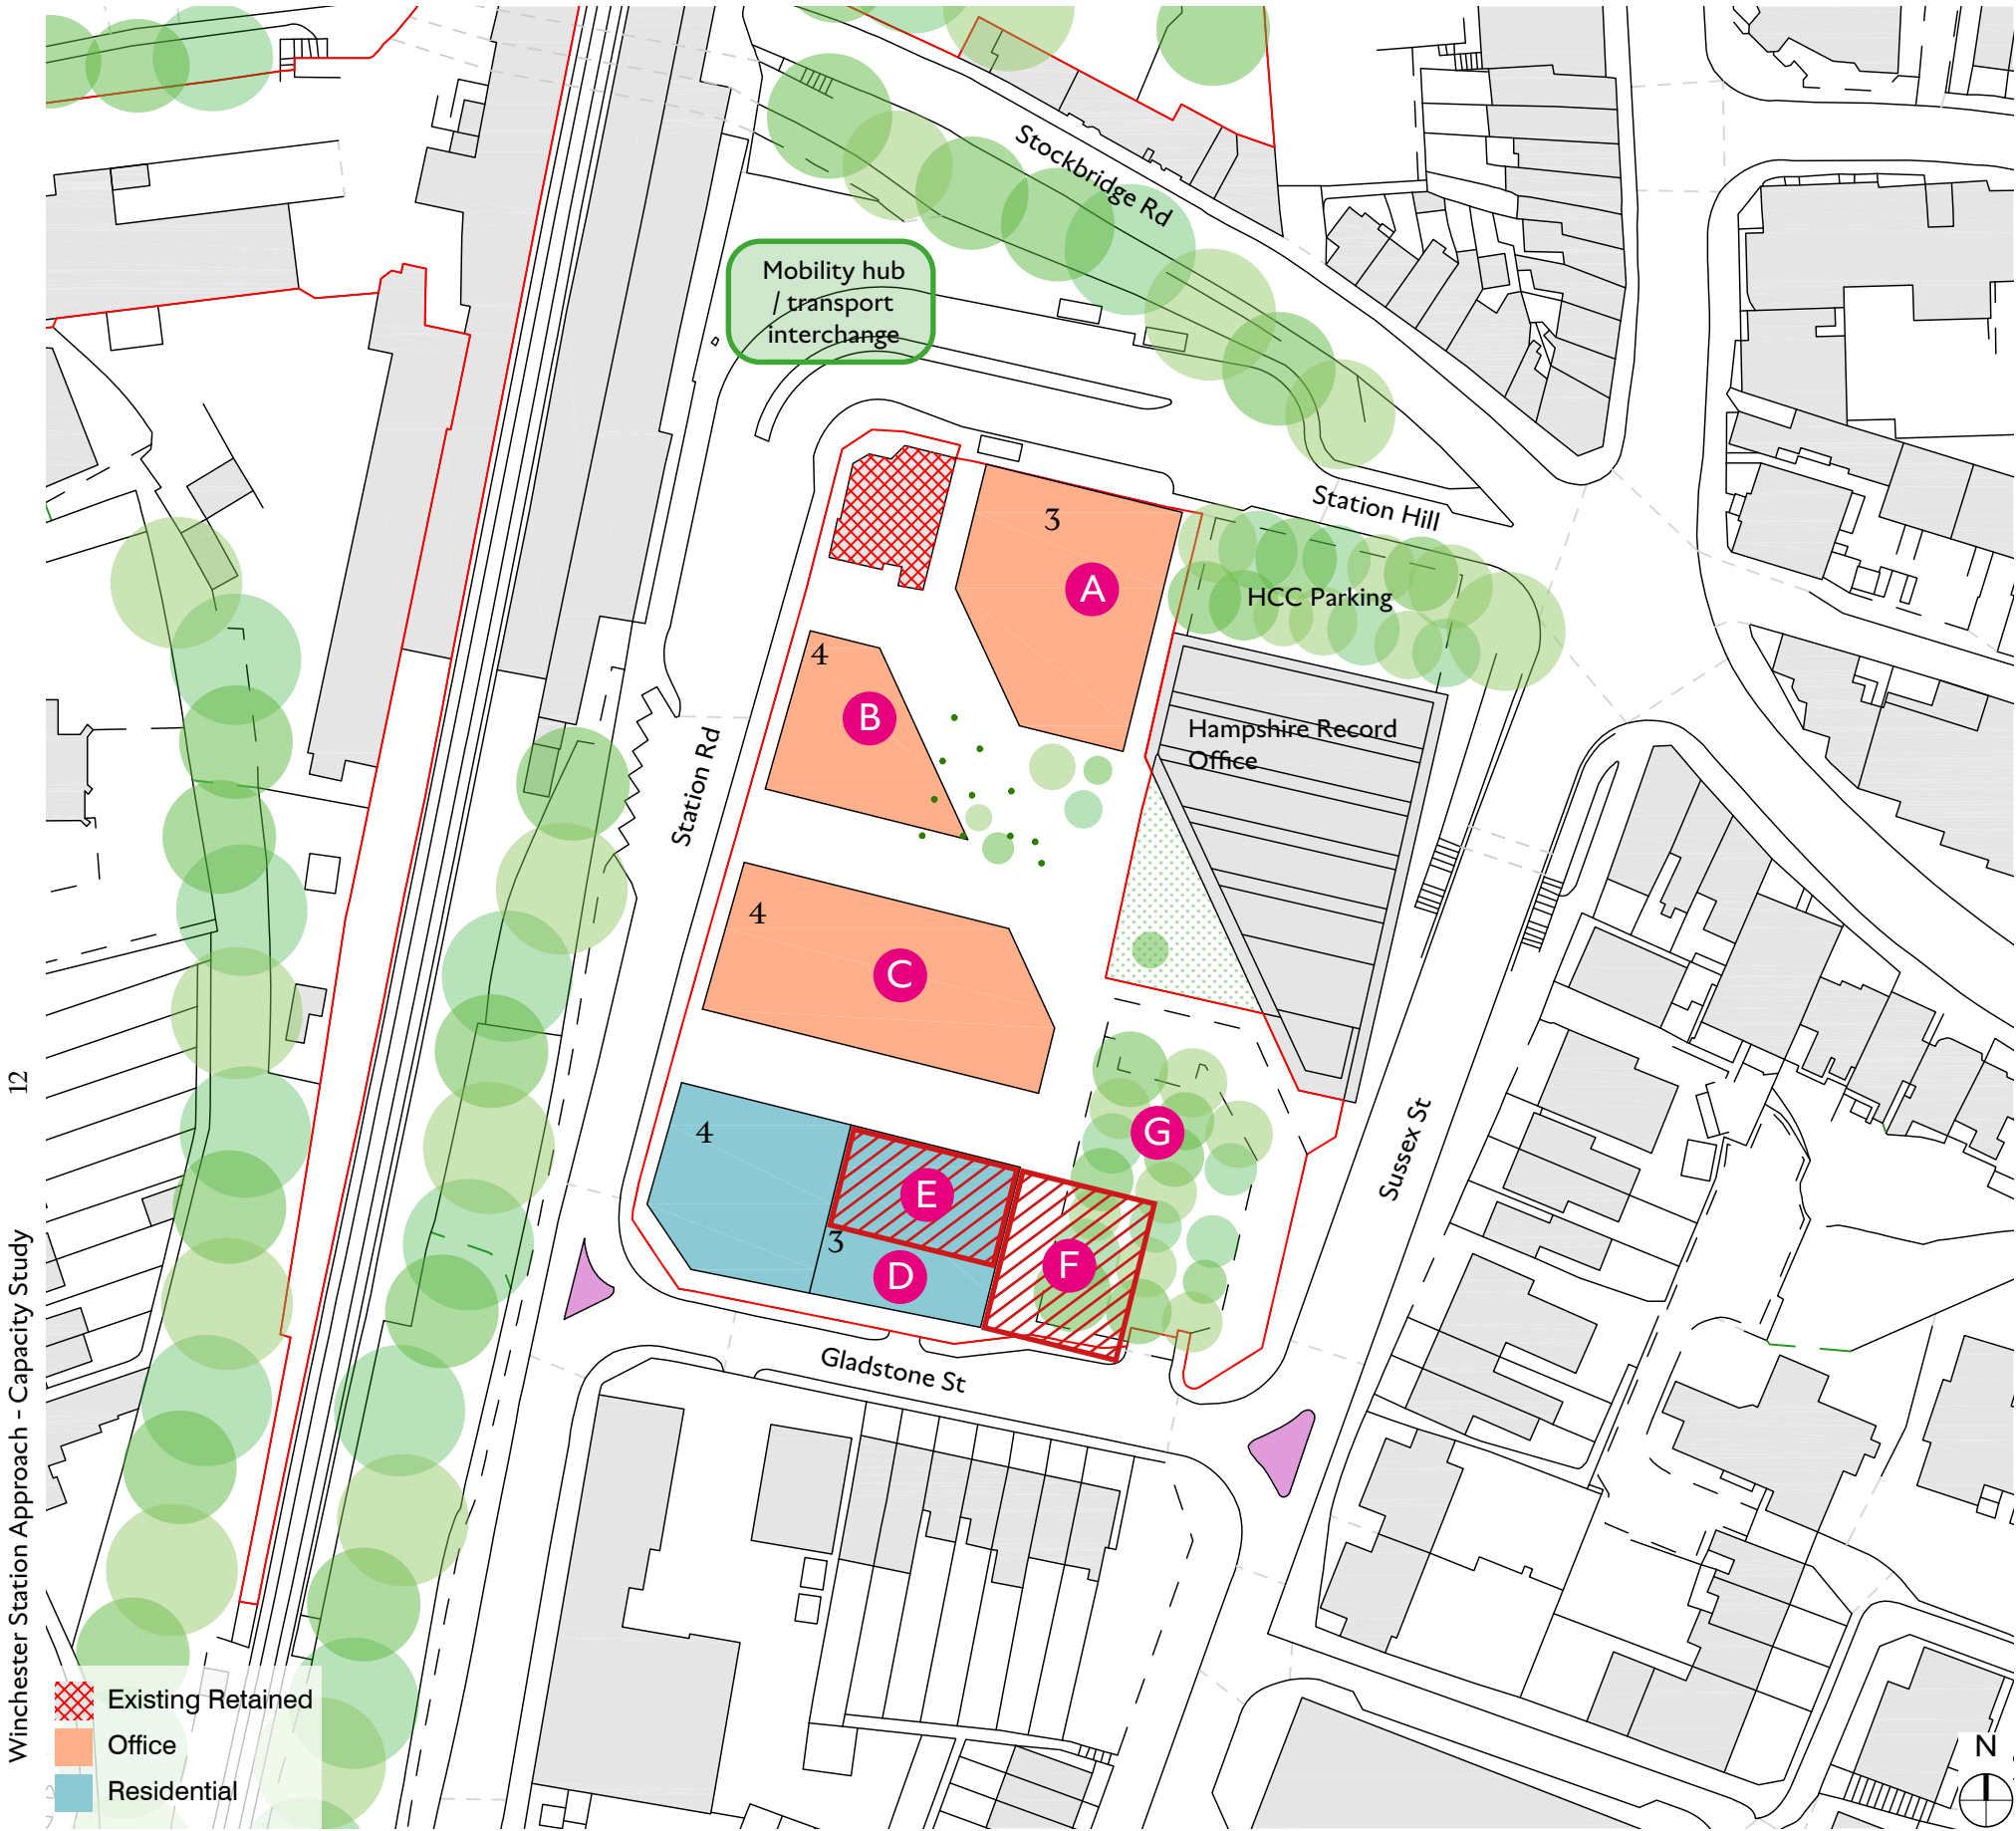 Stockbridge Rd
Mobility hub
/ transport
interchange
Station Hill
3
A
HCC Parking
4
B
Hampshire Record
Office
Station Rd
4
C
4
G
E
3
D
F
Sussex St
Gladstone St
Winchester Station Approach - Capacity Study 12
Existing Retained
Office
Residential
N